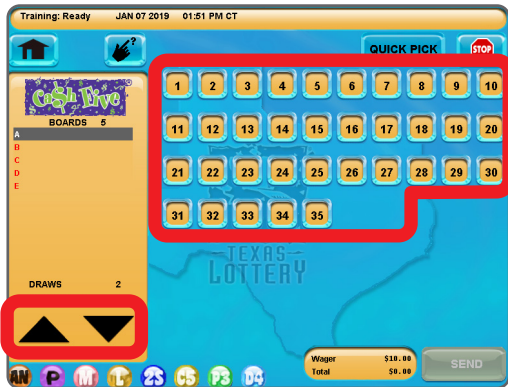 Training: Ready JAN 07 2019 01:51 PM CT
?
QUICK PICK
STOP
Cash Five
BOARDS 5
A
B
C
D
E
1 2 3 4 5 6 7 8 9 10
11 12 13 14 15 16 17 18 19 20
21 22 23 24 25 26 27 28 29 30
31 32 33 34 35
TEXAS
LOTTERY
DRAWS 2
Wager $10.00
Total $0.00
SEND
AN P M L 2S C5 P3 D4